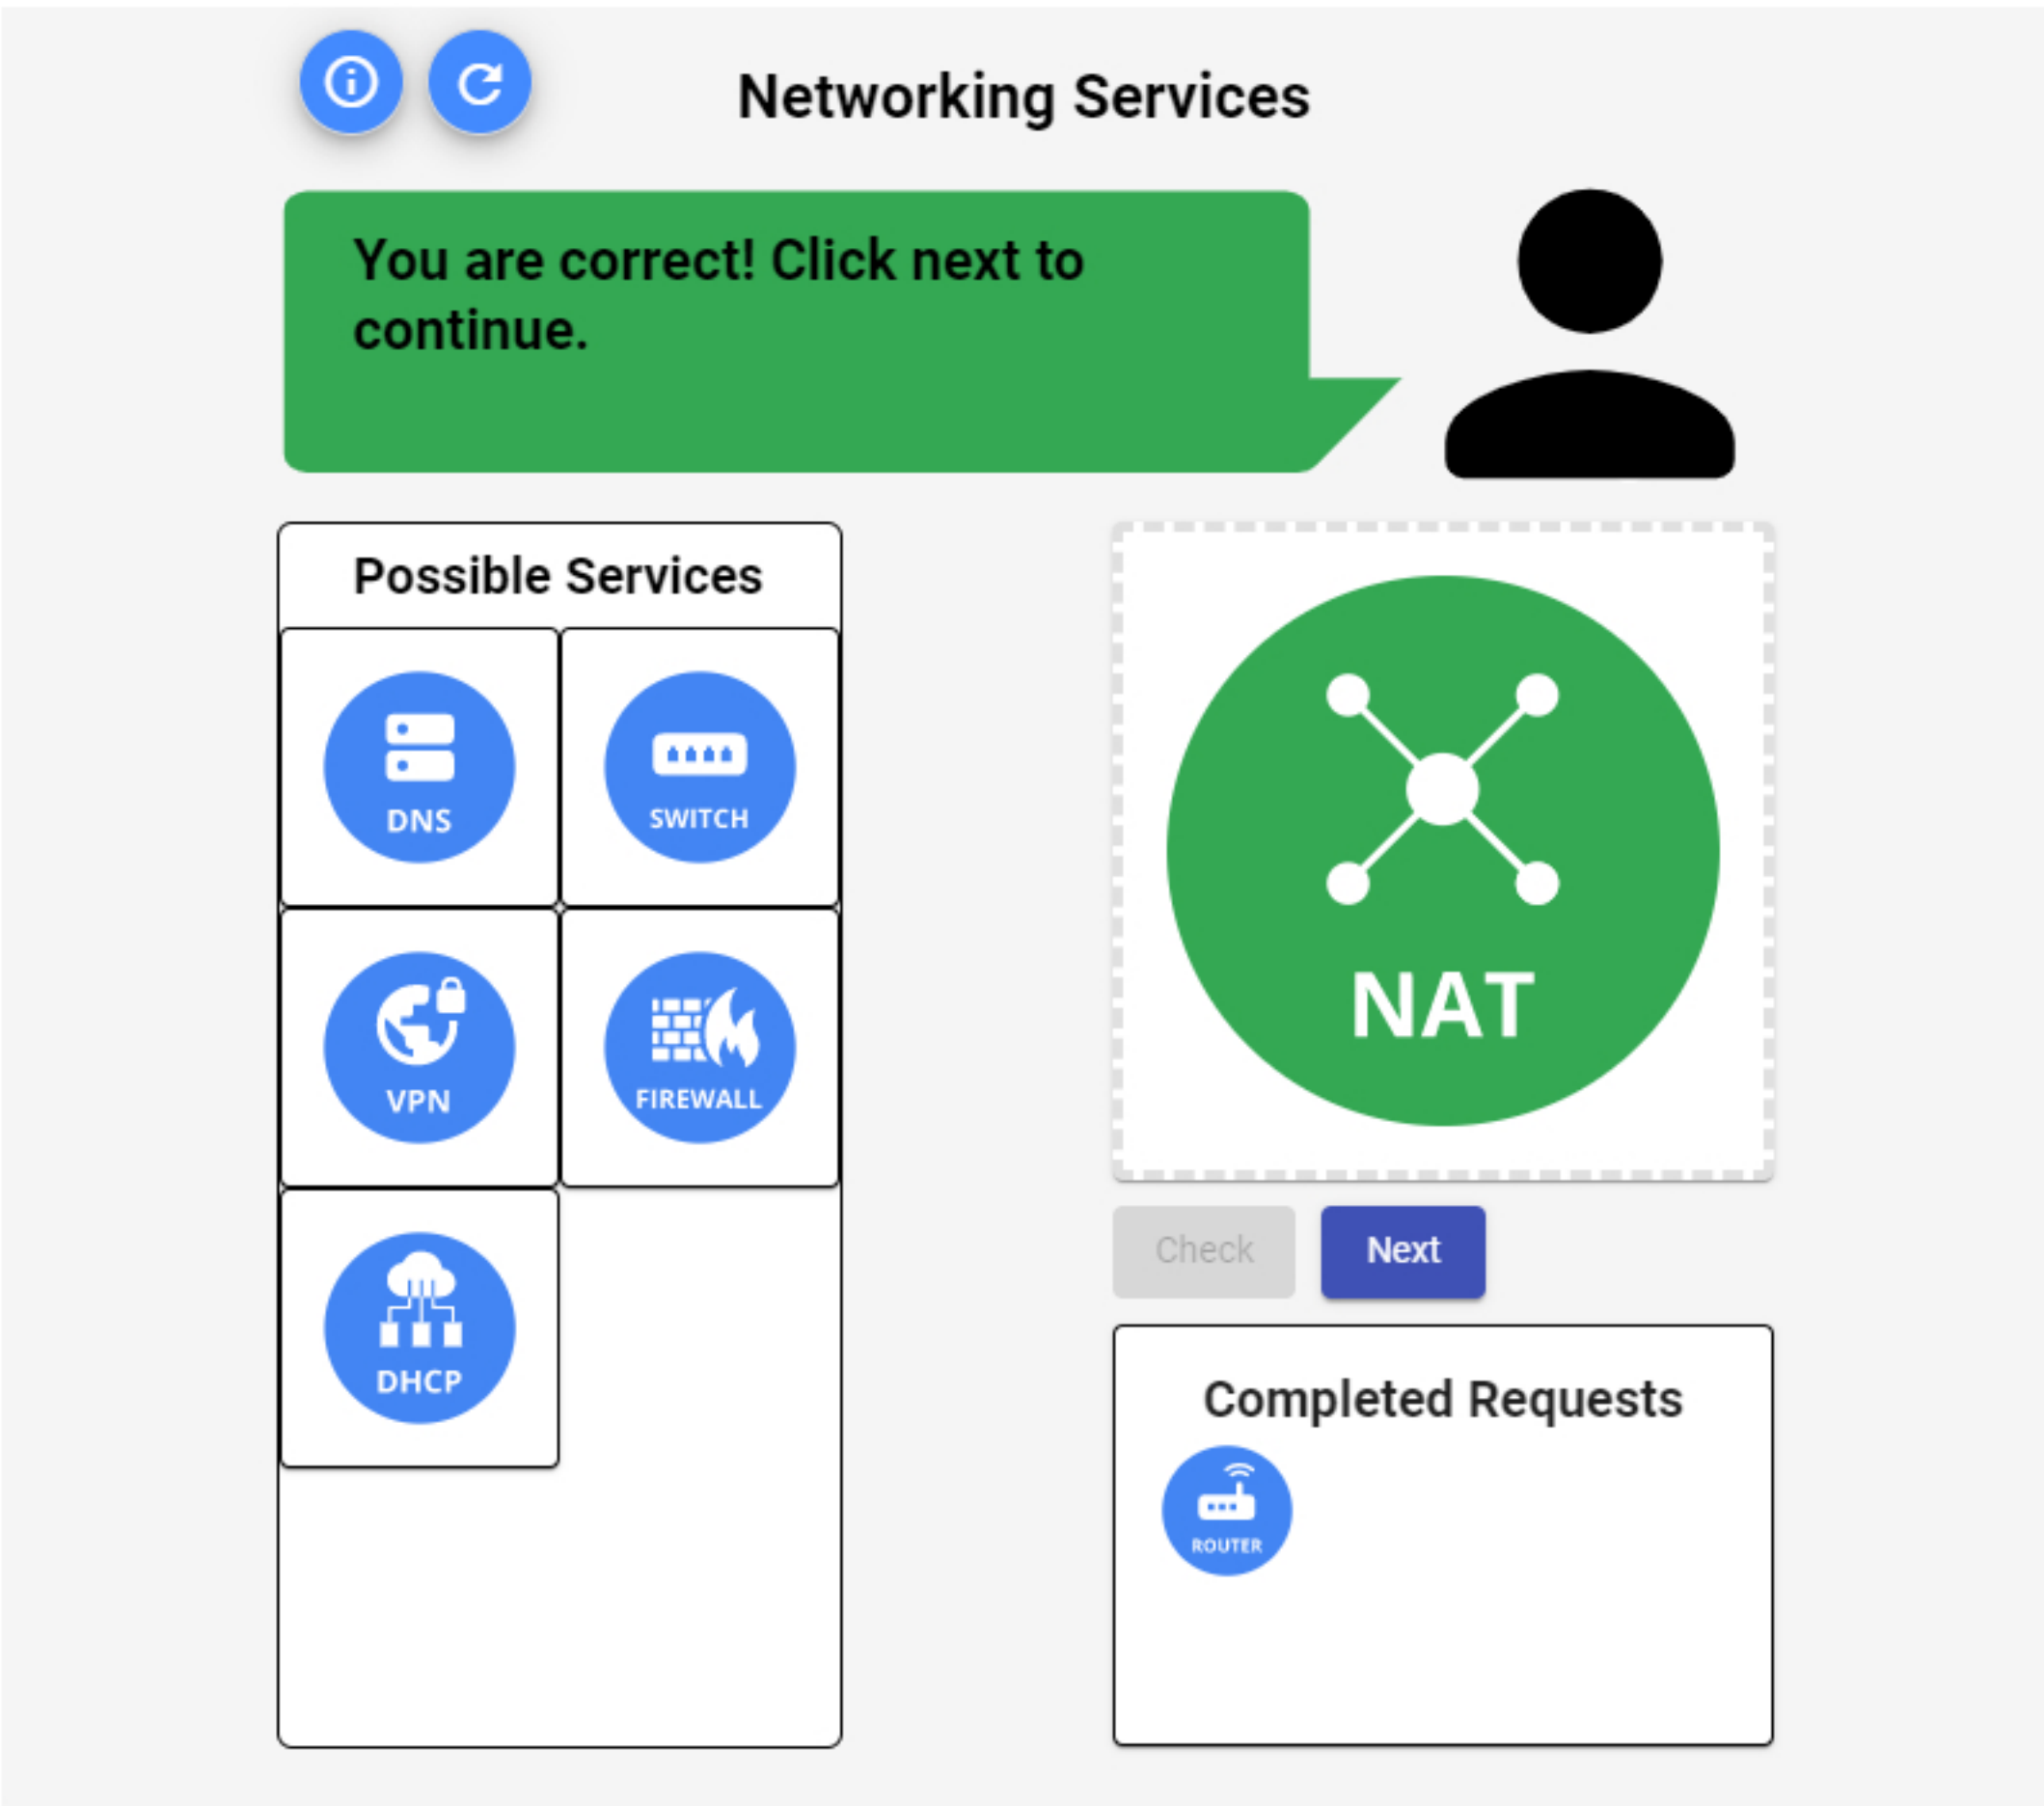 Networking Services
You are correct! Click next to
continue.
Possible Services
DNS
SWITCH
VPN
FIREWALL
DHCP
NAT
Check
Next
Completed Requests
ROUTER